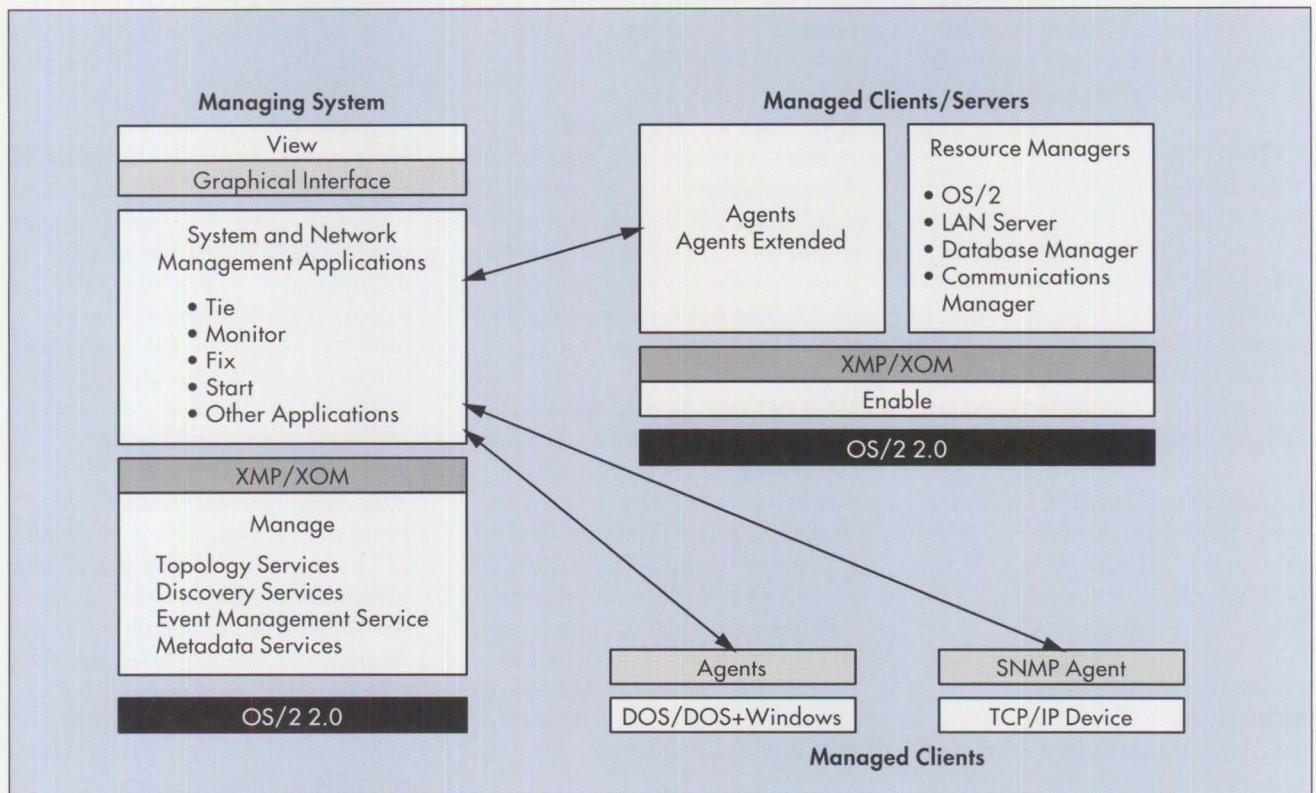 Managing System
View
Graphical Interface
System and Network
Management Applications
• Tie
• Monitor
• Fix
• Start
• Other Applications
XMP/XOM
Manage
Topology Services
Discovery Services
Event Management Service
Metadata Services
OS/2 2.0
Managed Clients/Servers
Agents
Agents Extended
Resource Managers
• OS/2
• LAN Server
• Database Manager
• Communications
Manager
XMP/XOM
Enable
OS/2 2.0
Agents
DOS/DOS+Windows
SNMP Agent
TCP/IP Device
Managed Clients